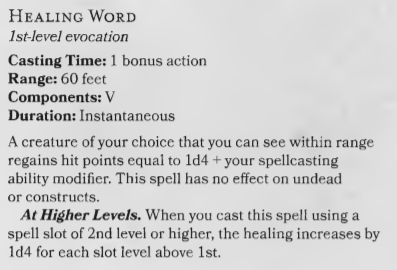 HEALING WORD
1st-level evocation
Casting Time: 1 bonus action
Range: 60 feet
Components: V
Duration: Instantaneous
A creature of your choice that you can see within range
regains hit points equal to 1d4 + your spellcasting
ability modifier. This spell has no effect on undead
or constructs.
At Higher Levels. When you cast this spell using a
spell slot of 2nd level or higher, the healing increases by
1d4 for each slot level above 1st.